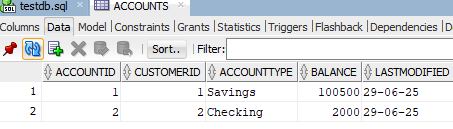 testdb.sql ACCOUNTS
Columns Data Model Constraints Grants Statistics Triggers Flashback Dependencies
Sort.. Filter:
ACCOUNTID CUSTOMERID ACCOUNTTYPE BALANCE LASTMODIFIED
1 1 1 Savings 100500 29-06-25
2 2 2 Checking 2000 29-06-25